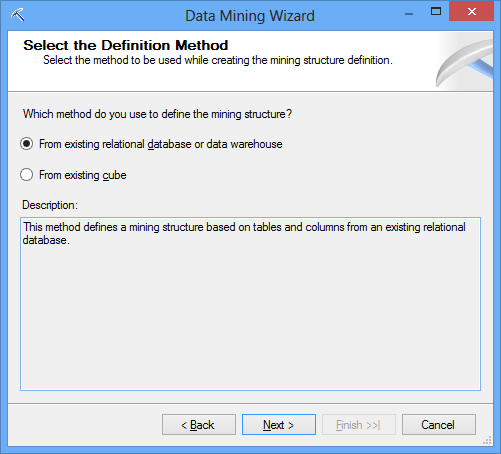 Data Mining Wizard
Select the Definition Method
Select the method to be used while creating the mining structure definition.
Which method do you use to define the mining structure?
From existing relational database or data warehouse
From existing cube
Description:
This method defines a mining structure based on tables and columns from an existing relational
database.
< Back
Next >
Finish >>|
Cancel